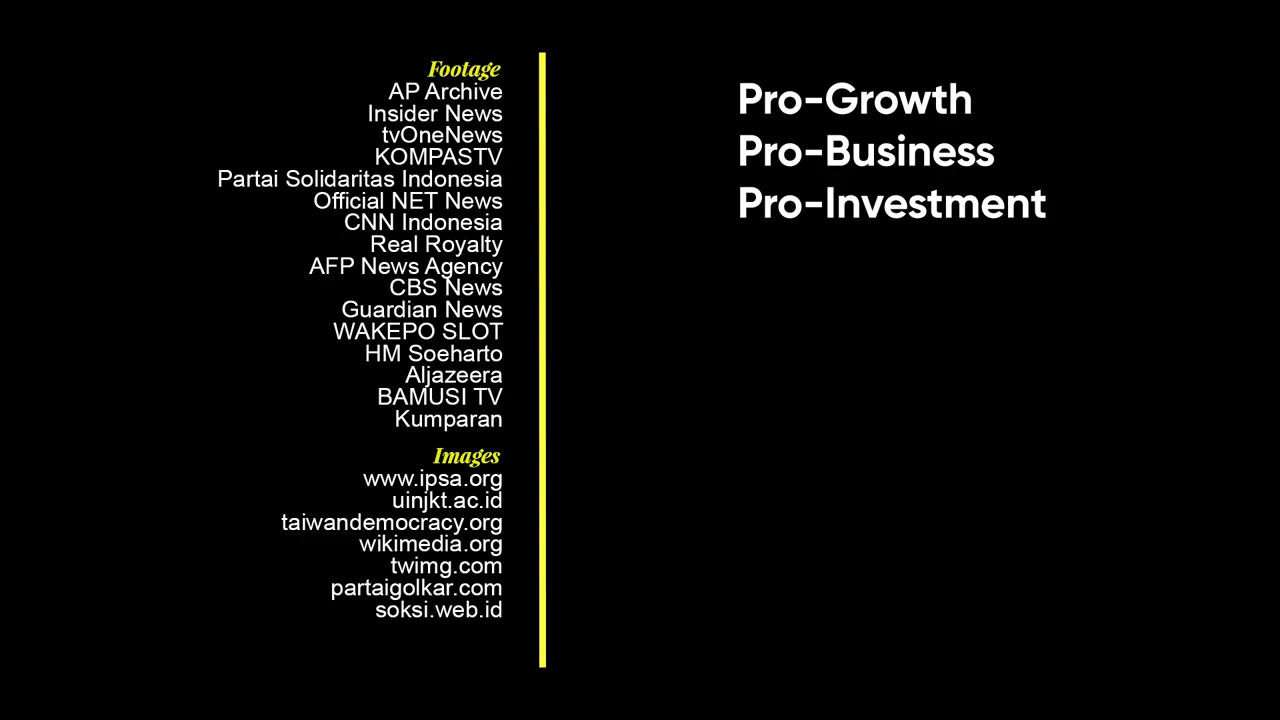 Footage
AP Archive
Insider News
tvOneNews
KOMPASTV
Partai Solidaritas Indonesia
Official NET News
CNN Indonesia
Real Royalty
AFP News Agency
CBS News
Guardian News
WAKEPO SLOT
HM Soeharto
Aljazeera
BAMUSI TV
Kumparan
Images
www.ipsa.org
uinjkt.ac.id
taiwandemocracy.org
wikimedia.org
twimg.com
partaigolkar.com
soksi.web.id
Pro-Growth
Pro-Business
Pro-Investment